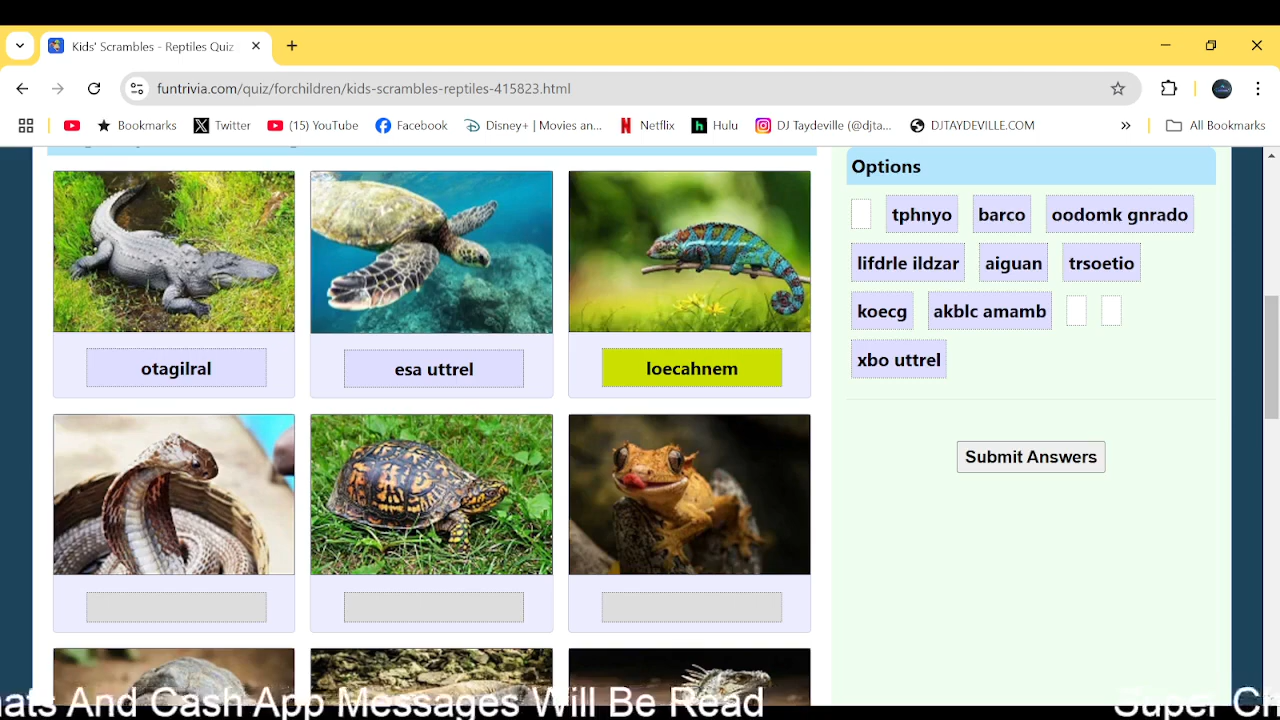 Kids' Scrambles - Reptiles Quiz
funtrivia.com/quiz/forchildren/kids-scrambles-reptiles-415823.html
Bookmarks Twitter (15) YouTube Facebook Disney+ | Movies an... Netflix Hulu DJ Taydeville (@djta... DJTAYDEVILLE.COM » All Bookmarks
Options
tphnyo barco oodomk gnrado
lifdrle ildzar aiguan trsoetio
koecg akblc amamb
xbo uttrel
Submit Answers
otagilral esa uttrel loecahnem
ats And Cash App Messages Will Be Read Super Ch